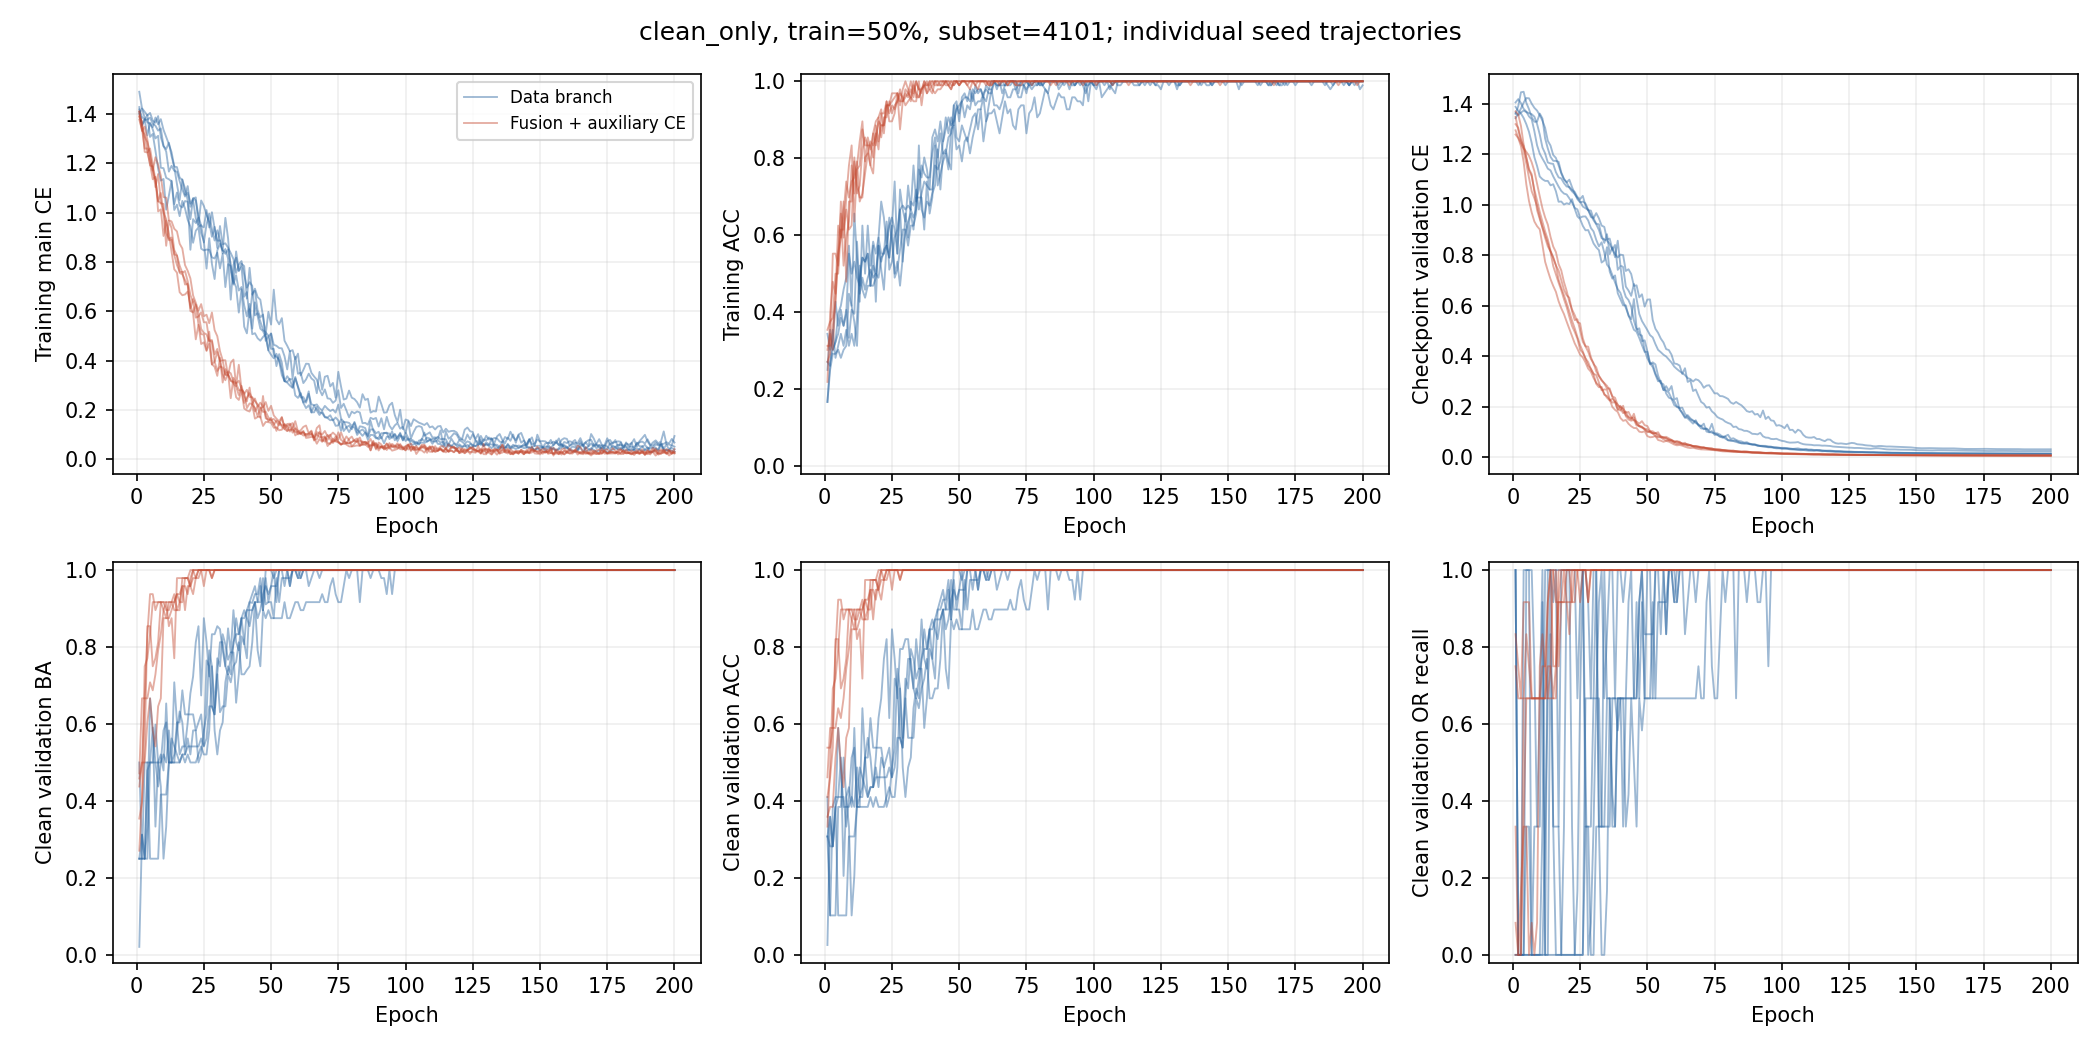 clean_only, train=50%, subset=4101; individual seed trajectories
Training main CE
1.4
1.2
1.0
0.8
0.6
0.4
0.2
0.0
Data branch
Fusion + auxiliary CE
0 25 50 75 100 125 150 175 200
Epoch
Training ACC
1.0
0.8
0.6
0.4
0.2
0.0
0 25 50 75 100 125 150 175 200
Epoch
Checkpoint validation CE
1.4
1.2
1.0
0.8
0.6
0.4
0.2
0.0
0 25 50 75 100 125 150 175 200
Epoch
Clean validation BA
1.0
0.8
0.6
0.4
0.2
0.0
0 25 50 75 100 125 150 175 200
Epoch
Clean validation ACC
1.0
0.8
0.6
0.4
0.2
0.0
0 25 50 75 100 125 150 175 200
Epoch
Clean validation OR recall
1.0
0.8
0.6
0.4
0.2
0.0
0 25 50 75 100 125 150 175 200
Epoch